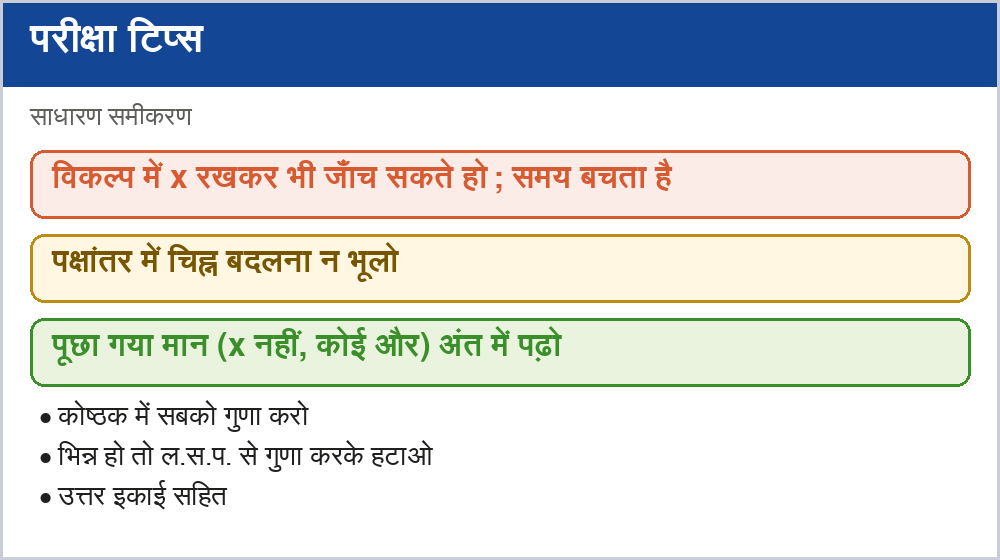 परीक्षा टिप्स
साधारण समीकरण
विकल्प में x रखकर भी जाँच सकते हो ; समय बचता है
पक्षांतर में चिह्न बदलना न भूलो
पूछा गया मान (x नहीं, कोई और) अंत में पढ़ो
• कोष्ठक में सबको गुणा करो
• भिन्न हो तो ल.स.प. से गुणा करके हटाओ
• उत्तर इकाई सहित